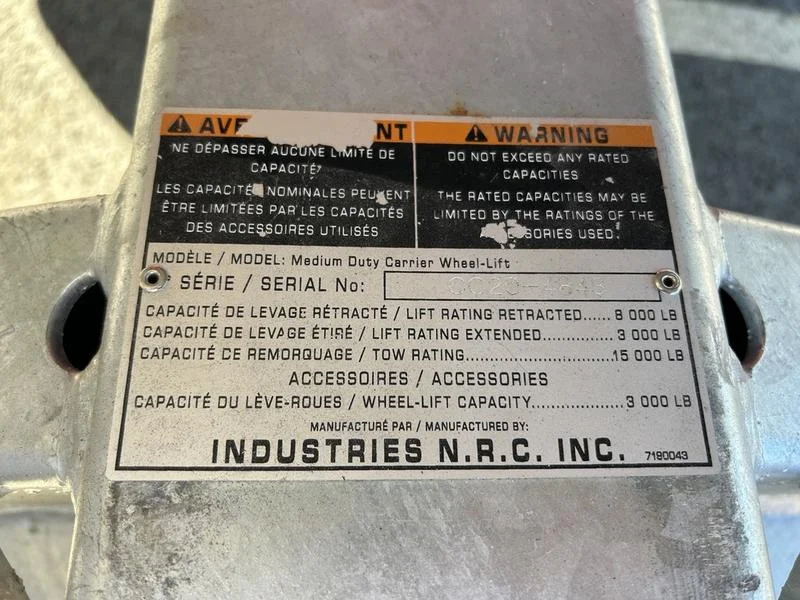 AVE NT
NE DÉPASSER AUCUNE LIMITE DE
CAPACITÉ
LES CAPACITÉS NOMINALES PEUVENT
ÊTRE LIMITÉES PAR LES CAPACITÉS
DES ACCESSOIRES UTILISÉS
WARNING
DO NOT EXCEED ANY RATED
CAPACITIES
THE RATED CAPACITIES MAY BE
LIMITED BY THE RATINGS OF THE
SORIES USED
MODÈLE / MODEL: Medium Duty Carrier Wheel-Lift
SÉRIE / SERIAL No:
CAPACITÉ DE LEVAGE RÉTRACTÉ / LIFT RATING RETRACTED...... 8 000 LB
CAPACITÉ DE LEVAGE ÉTIRÉ / LIFT RATING EXTENDED............ 3 000 LB
CAPACITÉ DE REMORQUAGE / TOW RATING........................15 000 LB
ACCESSOIRES / ACCESSORIES
CAPACITÉ DU LÈVE-ROUES / WHEEL-LIFT CAPACITY............... 3 000 LB
MANUFACTURÉ PAR / MANUFACTURED BY:
INDUSTRIES N.R.C. INC. 7190043